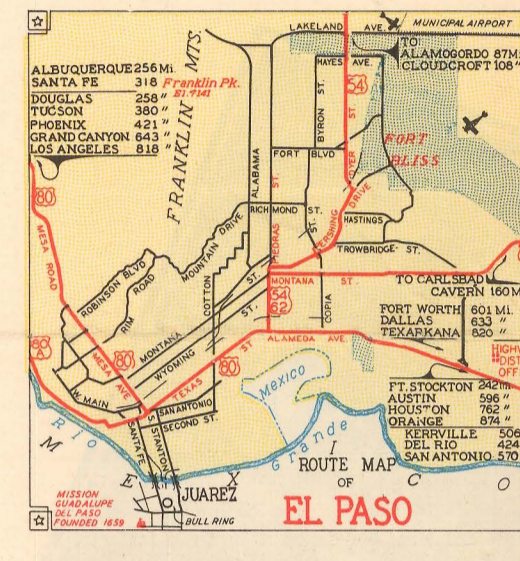 LAKELAND AVE.
MUNICIPAL AIRPORT
TO:
ALAMOGORDO 87M
CLOUDCROFT 108"
ALBUQUERQUE 256 Mi.
SANTA FE 318 "
DOUGLAS 258 "
TUCSON 380 "
PHOENIX 421 "
GRAND CANYON 643 "
LOS ANGELES 818 "
Franklin Pk.
El. 7141
FRANKLIN MTS.
HAYES AVE.
54
BYRON ST.
DYER ST
FORT BLISS
FORT BLVD
ALABAMA ST.
RICHMOND ST.
PERSHING DRIVE
HASTINGS
TROWBRIDGE ST.
PIEDRAS
80
MESA ROAD
ROBINSON BLVD
RIM ROAD
MOUNTAIN DRIVE
COTTON
MONTANA ST.
WYOMING ST.
MONTANA ST.
54
62
COPIA
TO CARLSBAD
CAVERN 160 M
FORT WORTH 601 Mi.
DALLAS 633 "
TEXARKANA 820 "
HIGHW
DIST
OFF
80
A
MESA AVE
80
ALAMEDA AVE.
TEXAS ST
80
W. MAIN
SAN ANTONIO ST
SECOND ST.
SANTA FE
STANTON
Mexico
FT. STOCKTON 242 mi
AUSTIN 596 "
HOUSTON 762 "
ORANGE 874 "
KERRVILLE 506
DEL RIO 424
SAN ANTONIO 570
Rio Grande
M E X I C O
ROUTE MAP
OF
EL PASO
JUAREZ
BULL RING
MISSION
GUADALUPE
DEL PASO
FOUNDED 1659